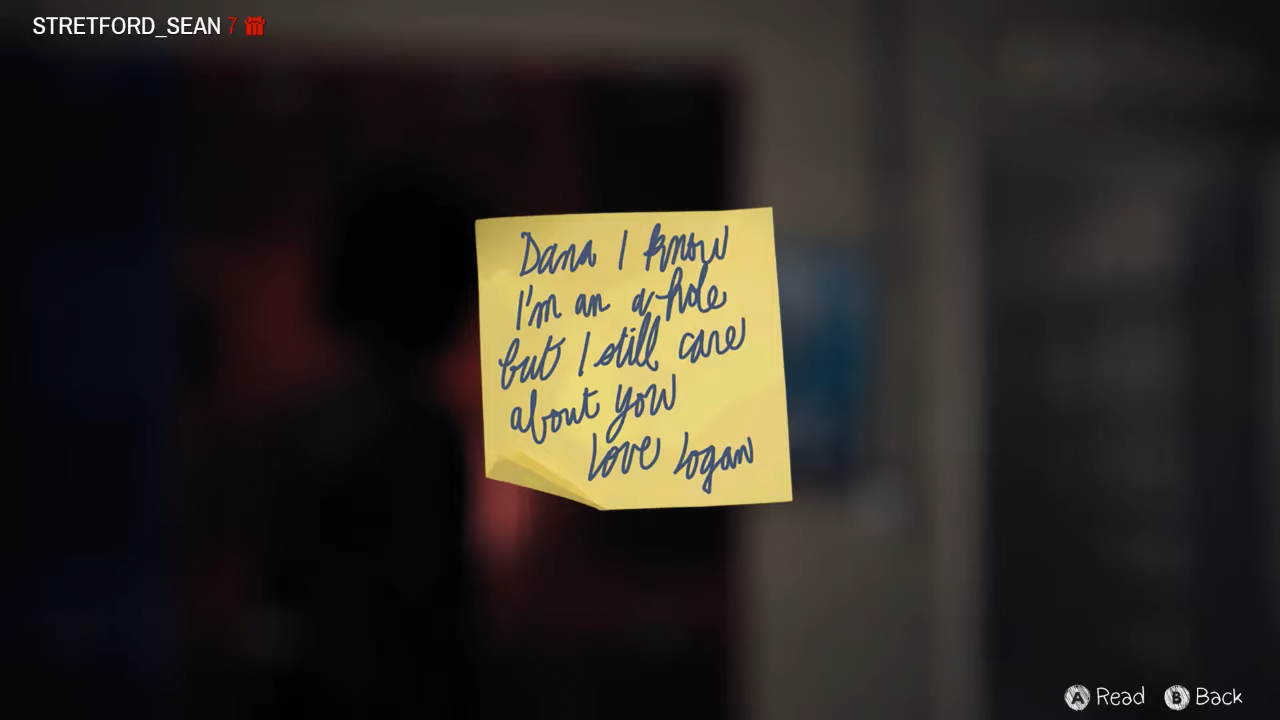 STRETFORD_SEAN 7
Dana I know
I'm an a-hole
but I still care
about you
Love Logan
A Read B Back